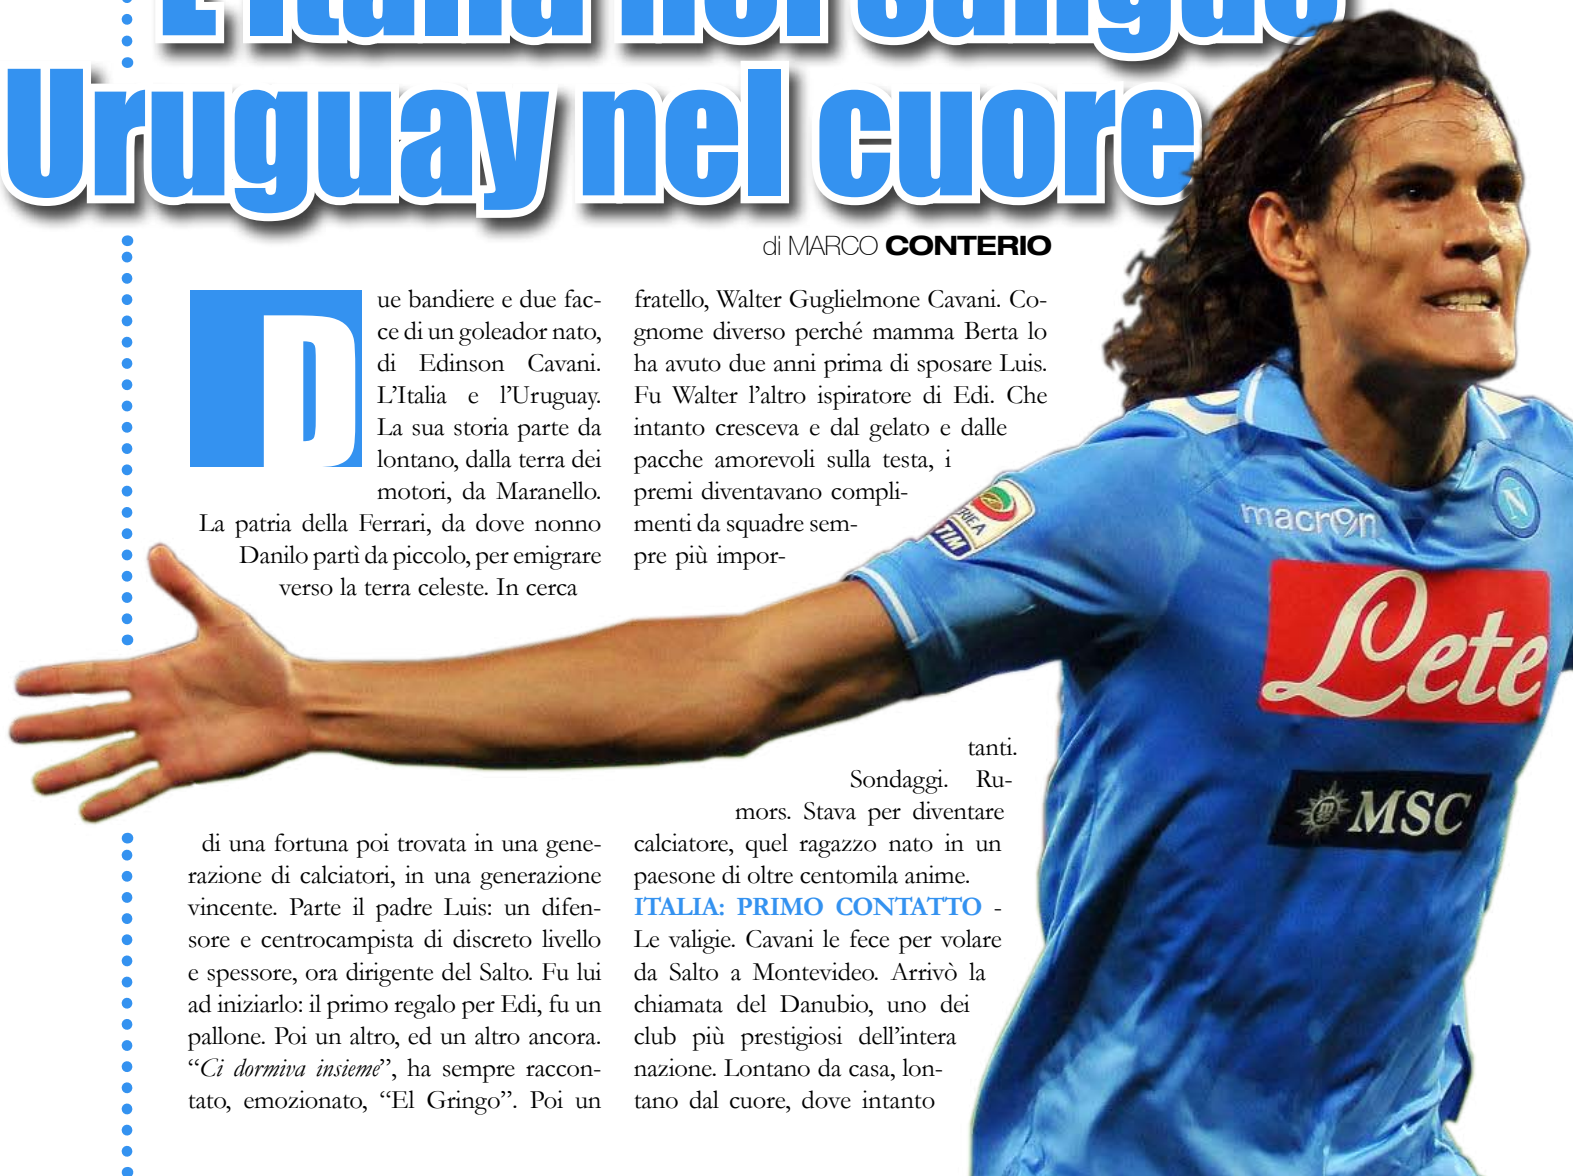 L'Italia nel sangue
Uruguay nel cuore
di MARCO CONTERIO
Due bandiere e due fac-
ce di un goleador nato,
di Edinson Cavani.
L'Italia e l'Uruguay.
La sua storia parte da
lontano, dalla terra dei
motori, da Maranello.
La patria della Ferrari, da dove nonno
Danilo partì da piccolo, per emigrare
verso la terra celeste. In cerca
di una fortuna poi trovata in una gene-
razione di calciatori, in una generazione
vincente. Parte il padre Luis: un difen-
sore e centrocampista di discreto livello
e spessore, ora dirigente del Salto. Fu lui
ad iniziarlo: il primo regalo per Edi, fu un
pallone. Poi un altro, ed un altro ancora.
“Ci dormiva insieme”, ha sempre raccon-
tato, emozionato, “El Gringo”. Poi un
fratello, Walter Guglielmone Cavani. Co-
gnome diverso perché mamma Berta lo
ha avuto due anni prima di sposare Luis.
Fu Walter l'altro ispiratore di Edi. Che
intanto cresceva e dal gelato e dalle
pacche amorevoli sulla testa, i
premi diventavano compli-
menti da squadre sem-
pre più impor-
tanti.
Sondaggi. Ru-
mors. Stava per diventare
calciatore, quel ragazzo nato in un
paesone di oltre centomila anime.
ITALIA: PRIMO CONTATTO -
Le valigie. Cavani le fece per volare
da Salto a Montevideo. Arrivò la
chiamata del Danubio, uno dei
club più prestigiosi dell'intera
nazione. Lontano da casa, lon-
tano dal cuore, dove intanto
SERIE A
TIM
macron
N
Lete
MSC